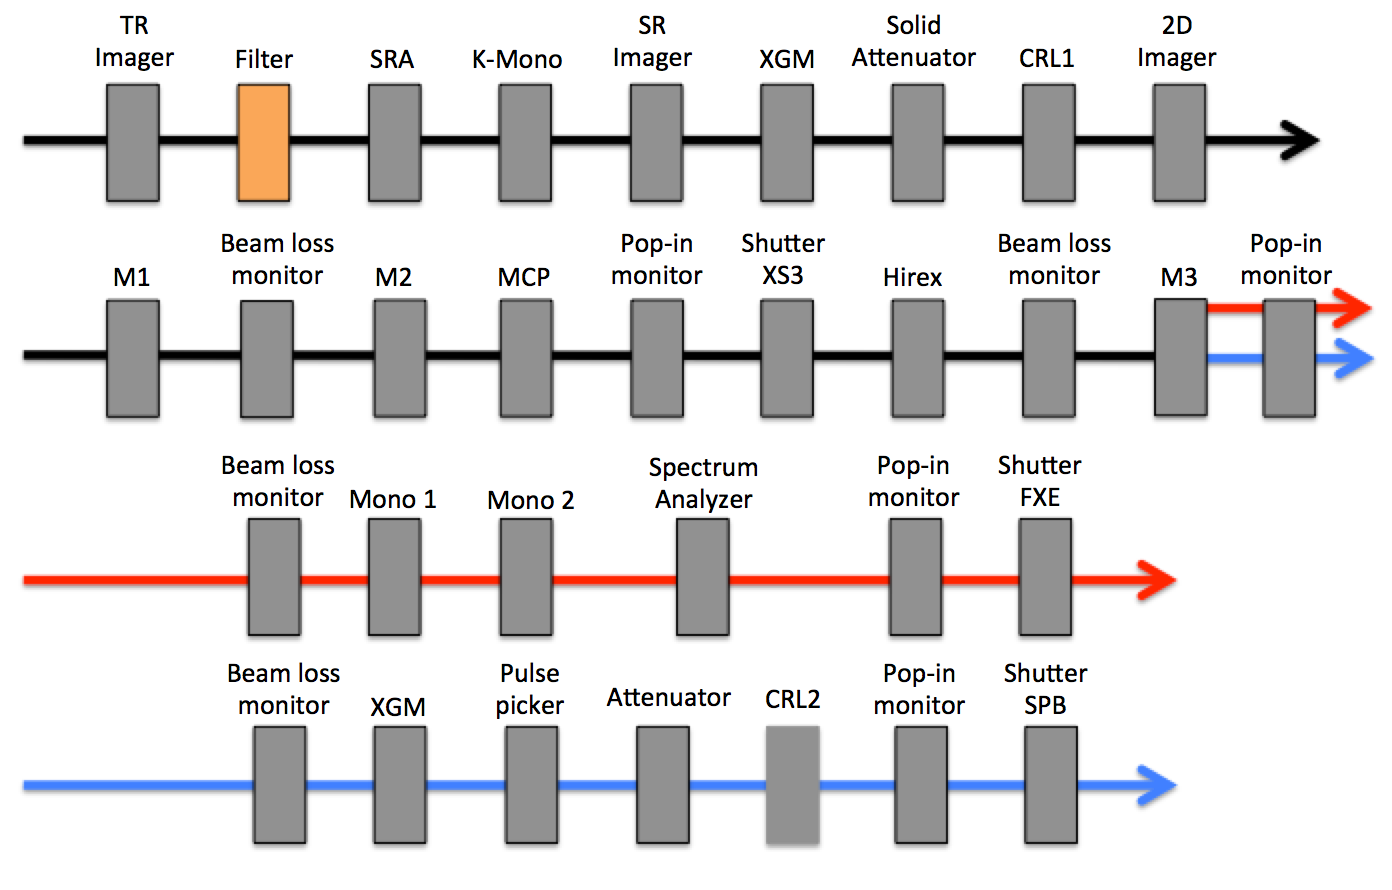 TR
Imager
Filter
SRA
K-Mono
SR
Imager
XGM
Solid
Attenuator
CRL1
2D
Imager
M1
Beam loss
monitor
M2
MCP
Pop-in
monitor
Shutter
XS3
Hirex
Beam loss
monitor
M3
Pop-in
monitor
Beam loss
monitor
Mono 1
Mono 2
Spectrum
Analyzer
Pop-in
monitor
Shutter
FXE
Beam loss
monitor
XGM
Pulse
picker
Attenuator
CRL2
Pop-in
monitor
Shutter
SPB